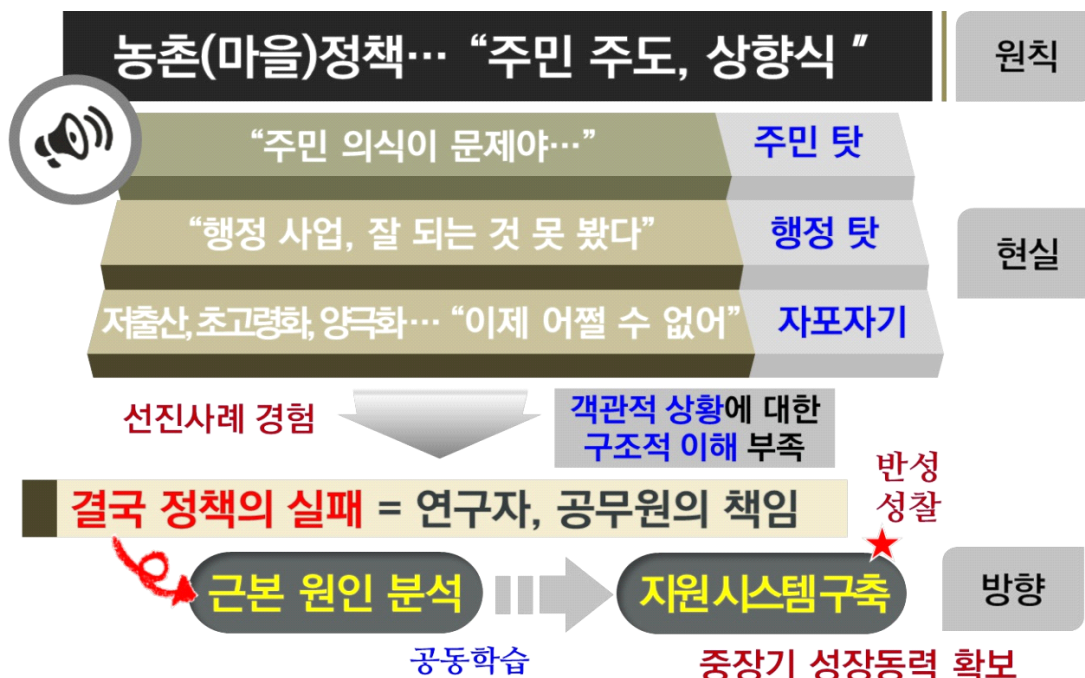 농촌(마을)정책… “주민 주도, 상향식 〞
원칙
“주민 의식이 문제야…”
주민 탓
“행정 사업, 잘 되는 것 못 봤다”
행정 탓
현실
저출산, 초고령화, 양극화… “이제 어쩔 수 없어”
자포자기
선진사례 경험
객관적 상황에 대한
구조적 이해 부족
반성
성찰
결국 정책의 실패 = 연구자, 공무원의 책임
근본 원인 분석
지원시스템구축
방향
공동학습
중장기 성장동력 확보